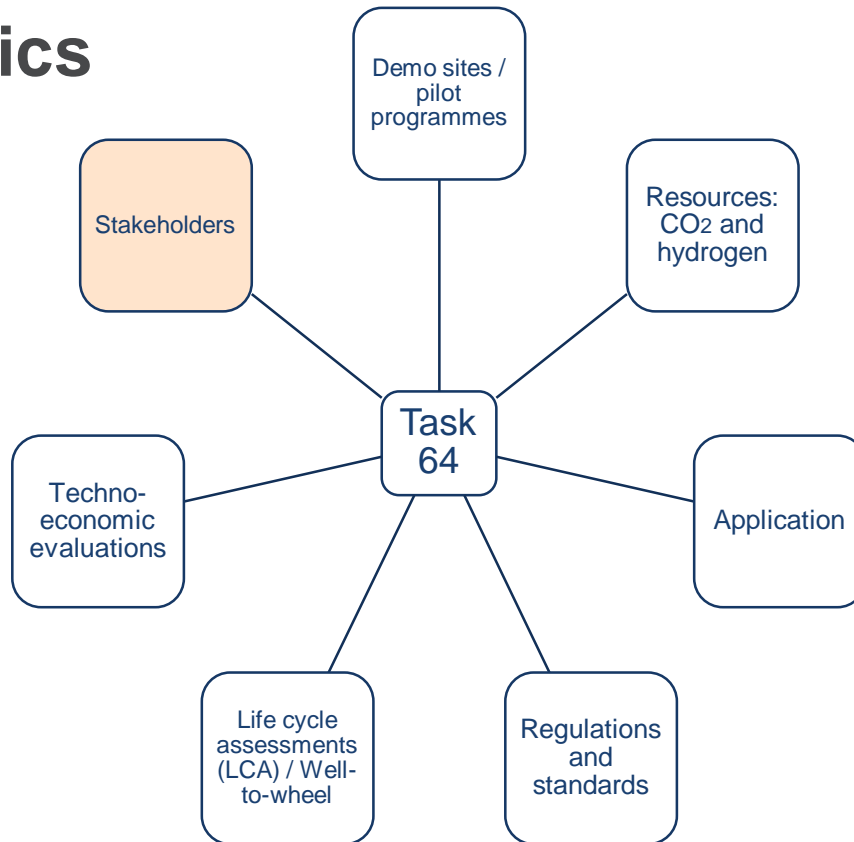 ics
Demo sites /
pilot
programmes
Stakeholders
Resources:
CO2 and
hydrogen
Task
64
Techno-
economic
evaluations
Application
Life cycle
assessments
(LCA) / Well-
to-wheel
Regulations
and
standards